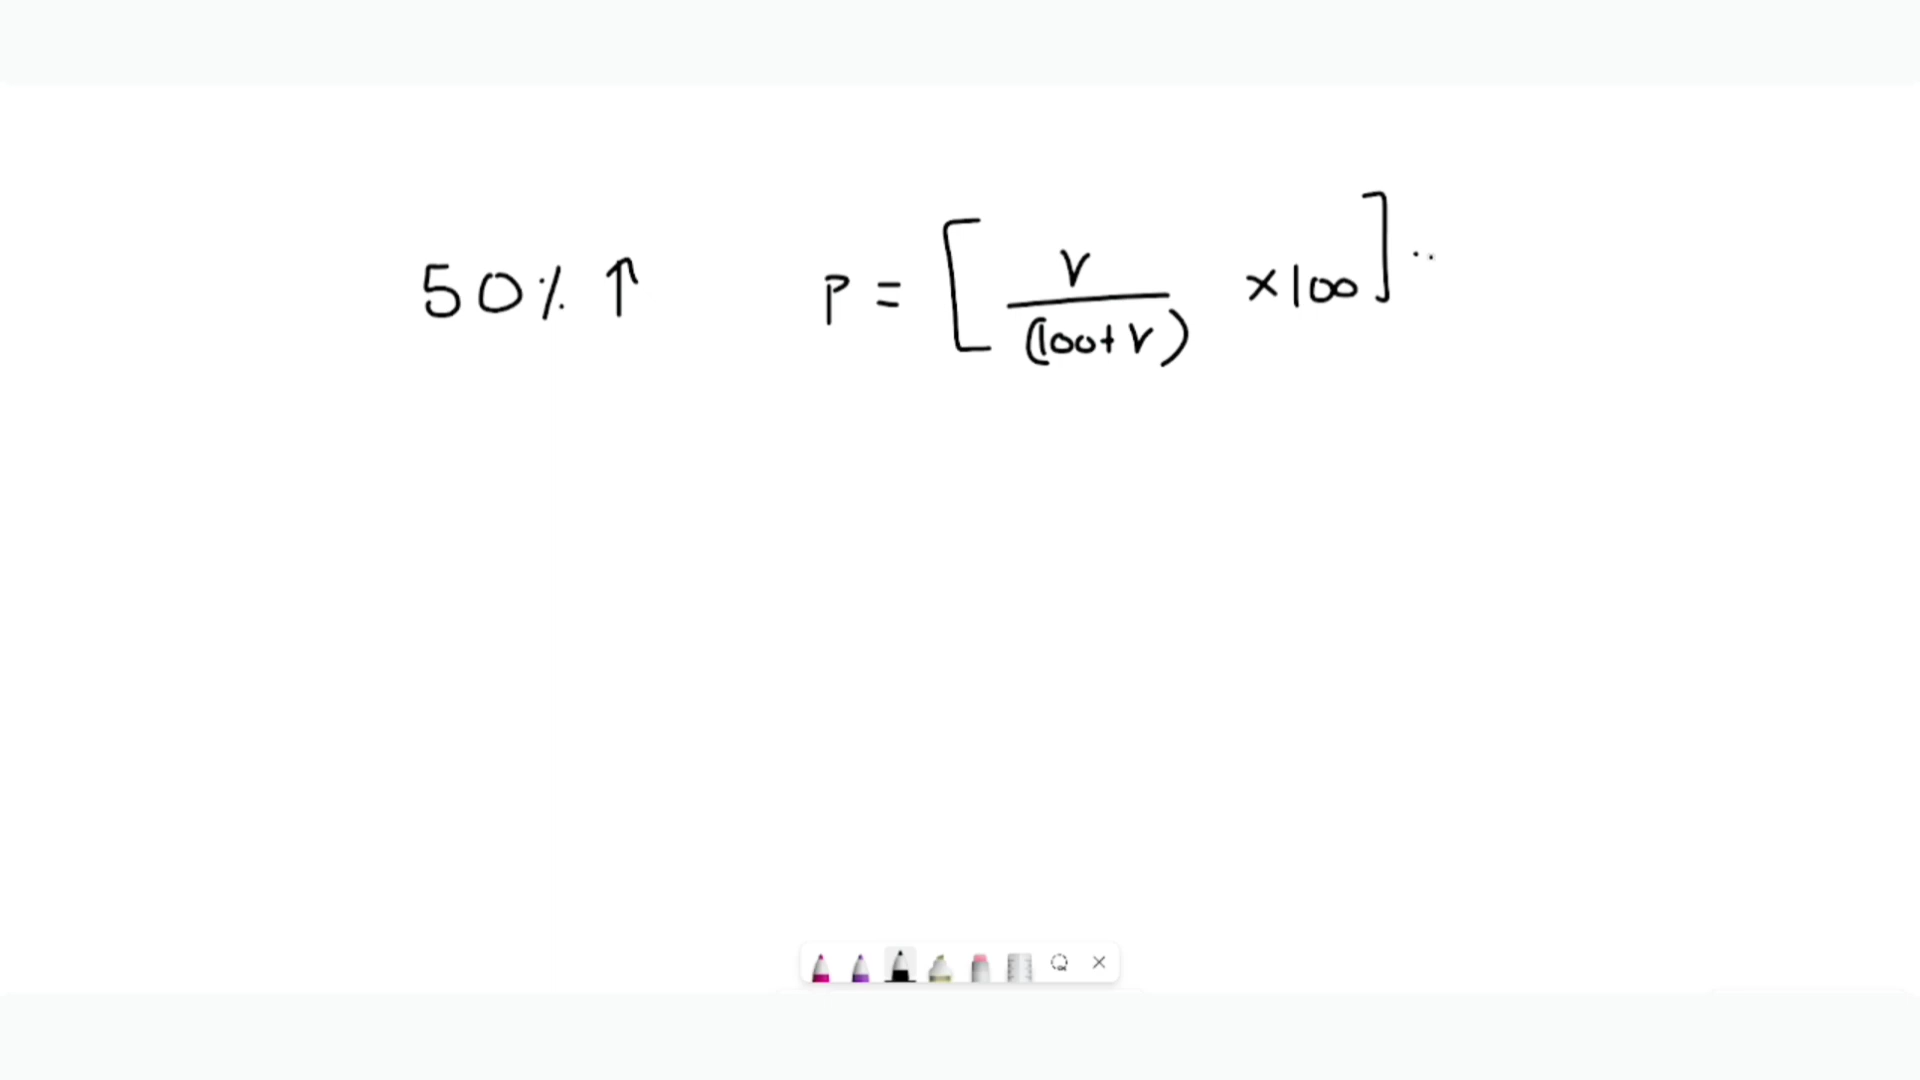 50% ↑ P = [ r / (100+r) ×100 ] ..